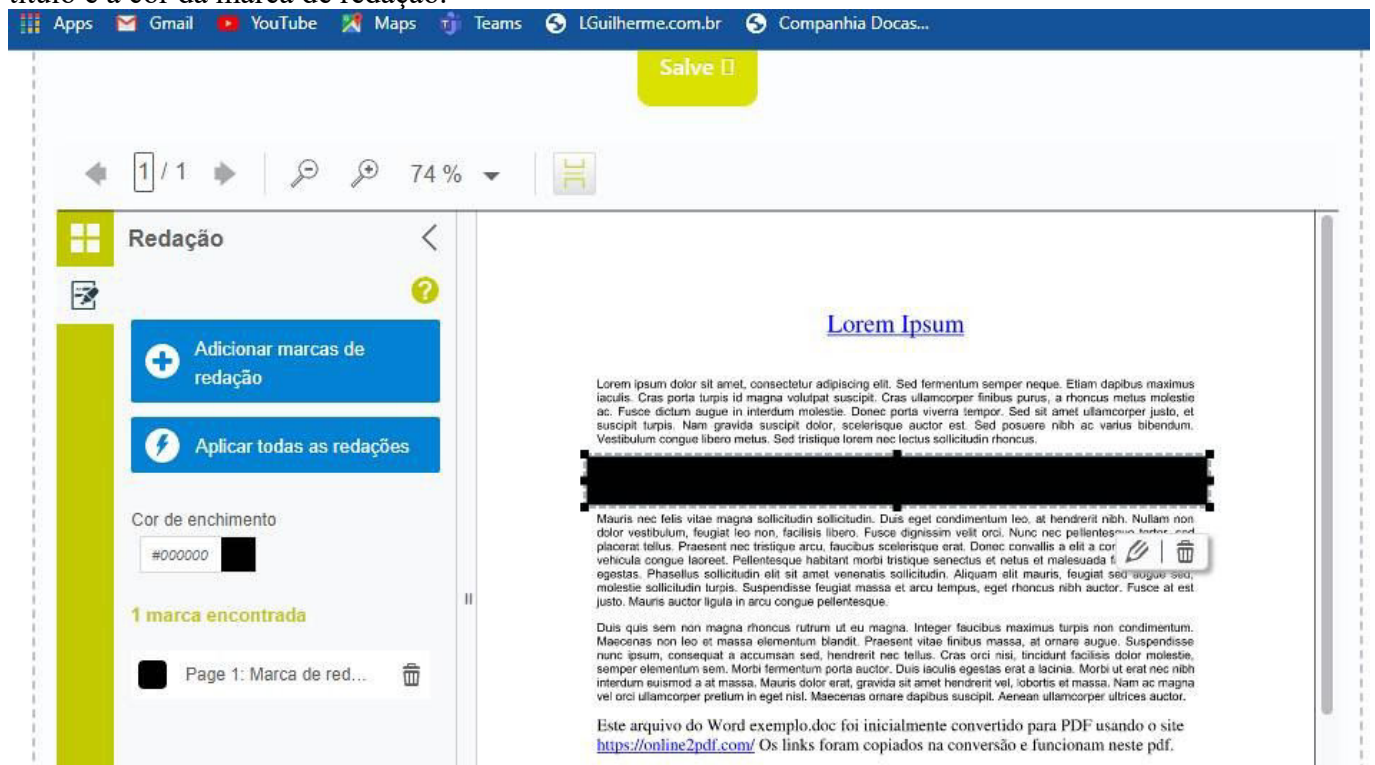 título e a cor da marca de redação.
Apps Gmail YouTube Maps Teams LGuilherme.com.br Companhia Docas...
Salve
1 / 1 74 %
Redação
Adicionar marcas de
redação
Aplicar todas as redações
Cor de enchimento
#000000
1 marca encontrada
Page 1: Marca de red...
Lorem Ipsum
Lorem ipsum dolor sit amet, consectetur adipiscing elit. Sed fermentum semper neque. Etiam dapibus maximus
iaculis. Cras porta turpis id magna volutpat suscipit. Cras ullamcorper finibus purus, a rhoncus metus molestie
ac. Fusce dictum augue in interdum molestie. Donec porta viverra tempor. Sed sit amet ullamcorper justo, et
suscipit turpis. Nam gravida suscipit dolor, scelerisque auctor est. Sed posuere nibh ac varius bibendum.
Vestibulum congue libero metus. Sed tristique lorem nec lectus sollicitudin rhoncus.
Mauris nec felis vitae magna sollicitudin sollicitudin. Duis eget condimentum leo, at hendrerit nibh. Nullam non
dolor vestibulum, feugiat leo non, facilisis libero. Fusce dignissim velit orci. Nunc nec pellentesque tortor, sed
placerat tellus. Praesent nec tristique arcu, faucibus scelerisque erat. Donec convallis a elit a
vehicula congue laoreet. Pellentesque habitant morbi tristique senectus et netus et malesuada
egestas. Phasellus sollicitudin elit sit amet venenatis sollicitudin. Aliquam elit mauris, feugiat sed augue sed,
molestie sollicitudin turpis. Suspendisse feugiat massa et arcu tempus, eget rhoncus nibh auctor. Fusce at est
justo. Mauris auctor ligula in arcu congue pellentesque.
Duis quis sem non magna rhoncus rutrum ut eu magna. Integer faucibus maximus turpis non condimentum.
Maecenas non leo et massa elementum blandit. Praesent vitae finibus massa, at ornare augue. Suspendisse
nunc ipsum, consequat a accumsan sed, hendrerit nec tellus. Cras orci nisi, tincidunt facilisis dolor molestie,
semper elementum sem. Morbi fermentum porta auctor. Duis iaculis egestas erat a lacinia. Morbi ut erat nec nibh
interdum euismod a at massa. Mauris dolor erat, gravida sit amet hendrerit vel, lobortis et massa. Nam ac magna
vel orci ullamcorper pretium in eget nisl. Maecenas ornare dapibus suscipit. Aenean ullamcorper ultrices auctor.
Este arquivo do Word exemplo.doc foi inicialmente convertido para PDF usando o site
https://online2pdf.com/ Os links foram copiados na conversão e funcionam neste pdf.